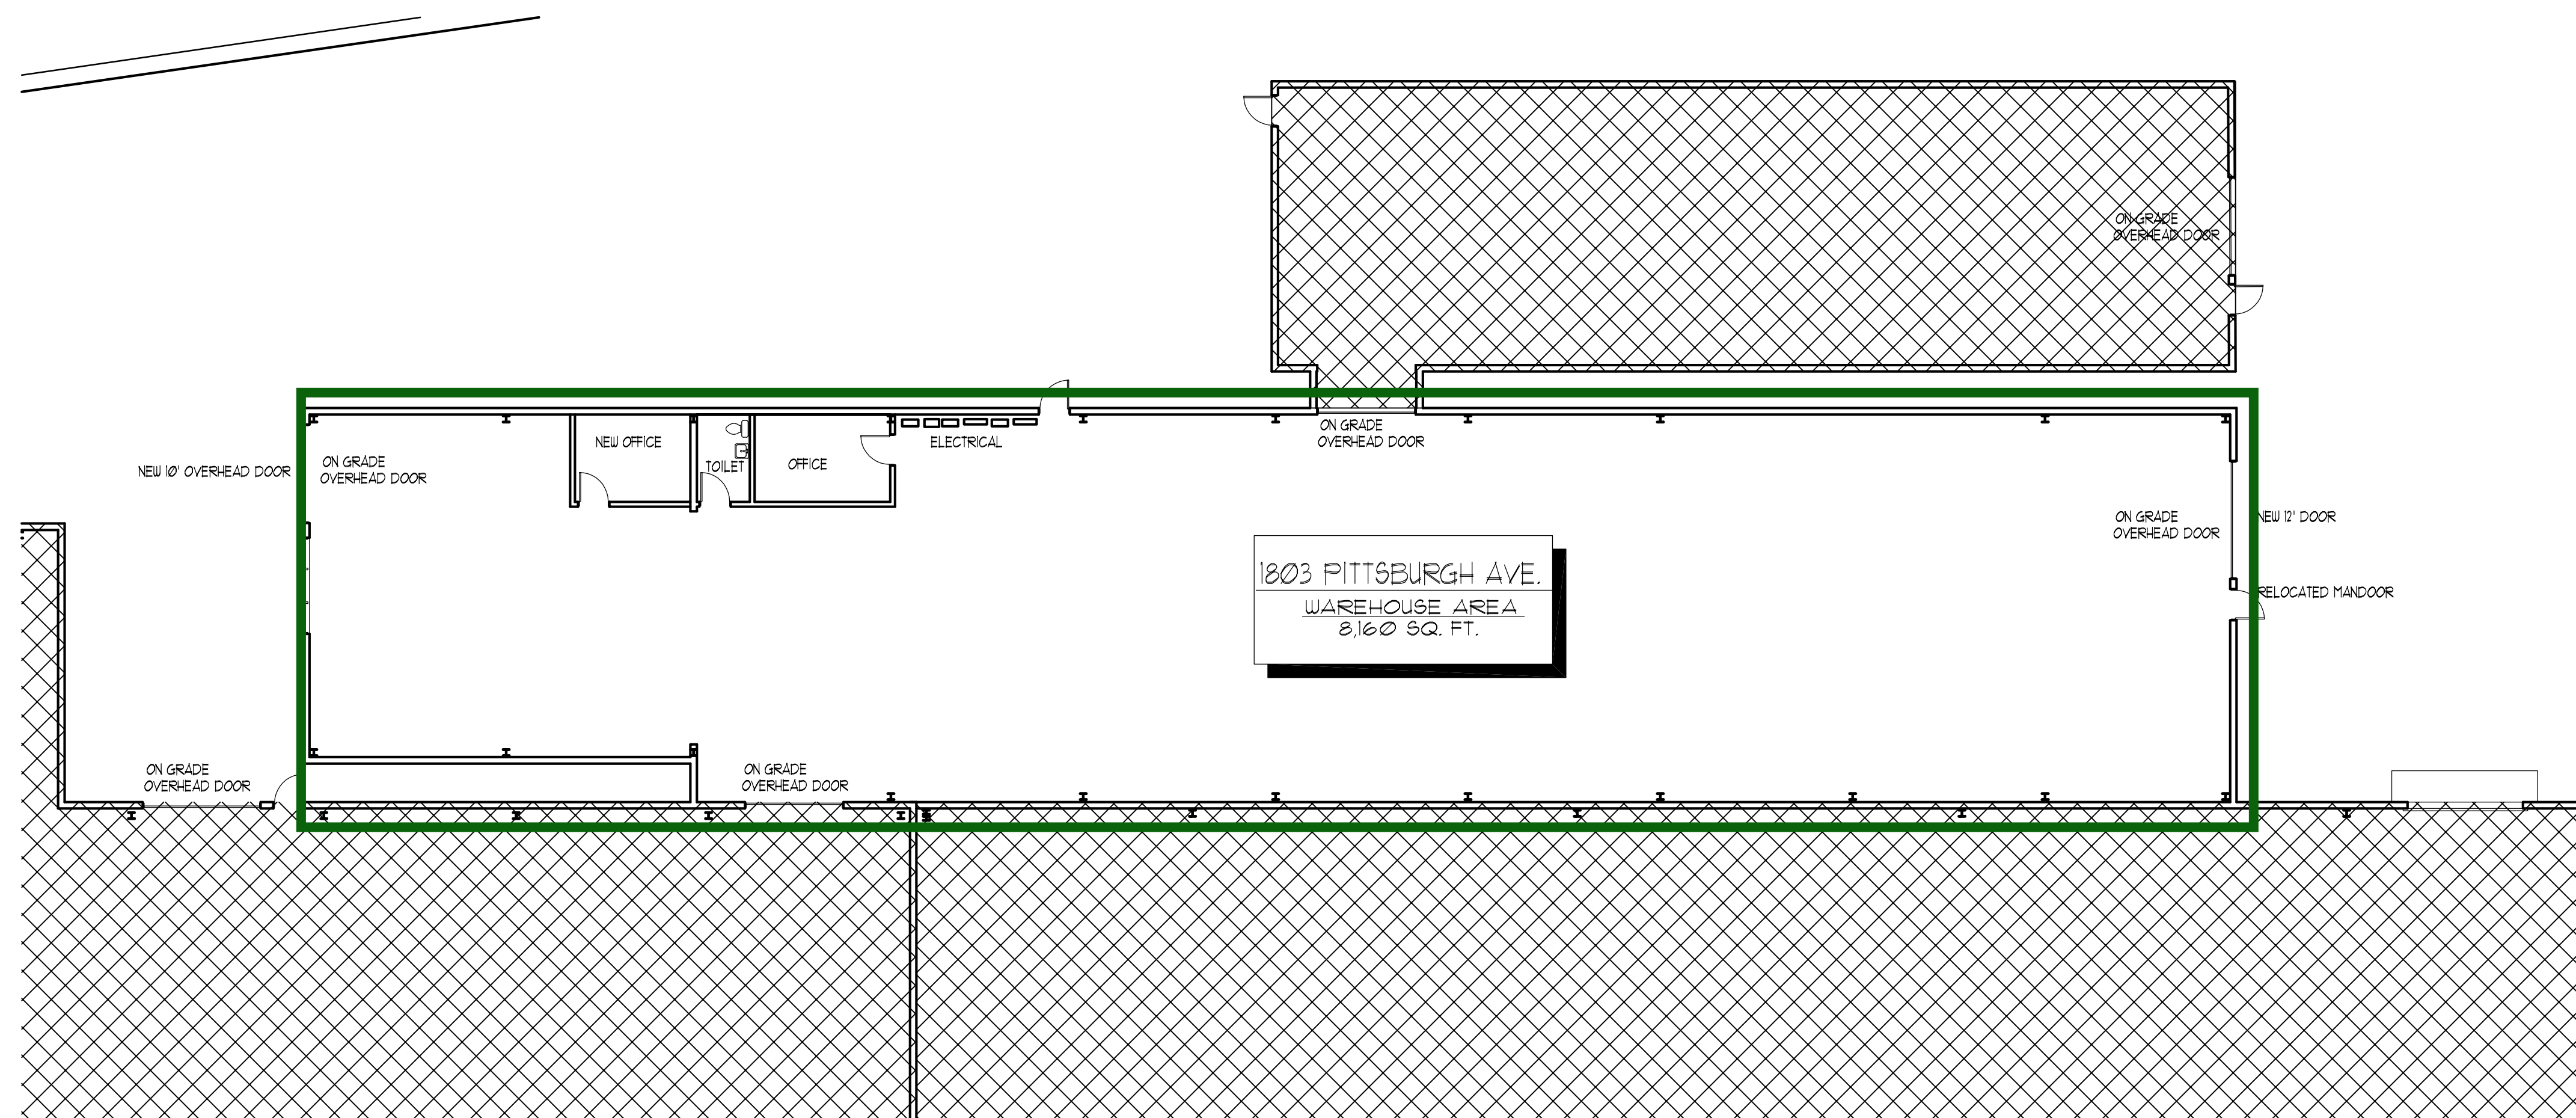 ON GRADE
OVERHEAD DOOR
ON GRADE
OVERHEAD DOOR
NEW OFFICE
ELECTRICAL
TOILET
OFFICE
NEW 10' OVERHEAD DOOR
ON GRADE
OVERHEAD DOOR
ON GRADE
OVERHEAD DOOR
NEW 12' DOOR
1803 PITTSBURGH AVE.
WAREHOUSE AREA
8,160 SQ. FT.
RELOCATED MANDOOR
ON GRADE
OVERHEAD DOOR
ON GRADE
OVERHEAD DOOR